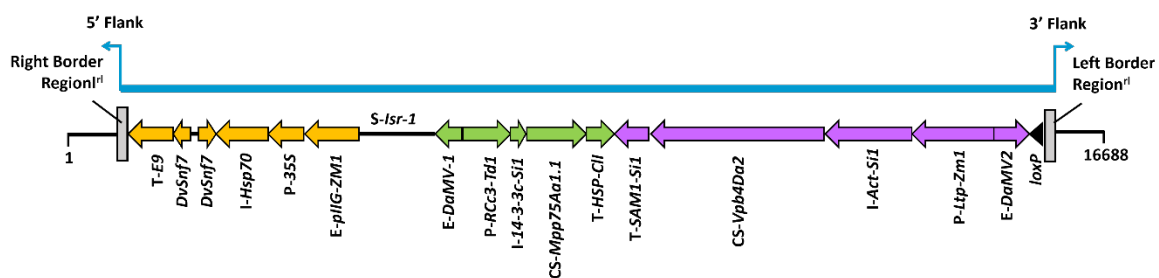 5' Flank
3' Flank
Right Border
Region^rl
Left Border
Region^rl
S-Isr-1
1
16688
T-E9
DvSnf7
DvSnf7
I-Hsp70
P-35S
E-pIIG-ZM1
E-DaMV-1
P-RCc3-Td1
I-14-3-3c-Si1
CS-Mpp75Aa1.1
T-HSP-Cll
T-SAM1-Si1
CS-Vpb4Da2
I-Act-Si1
P-Ltp-Zm1
E-DaMV2
loxP